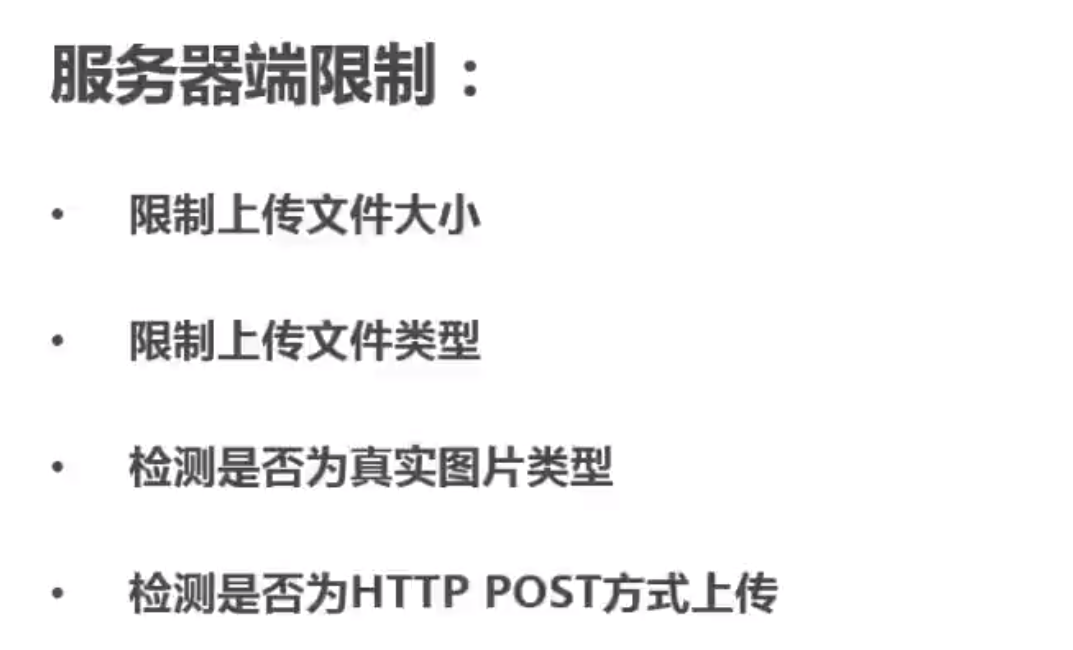 服务器端限制：
• 限制上传文件大小
• 限制上传文件类型
• 检测是否为真实图片类型
• 检测是否为HTTP POST方式上传